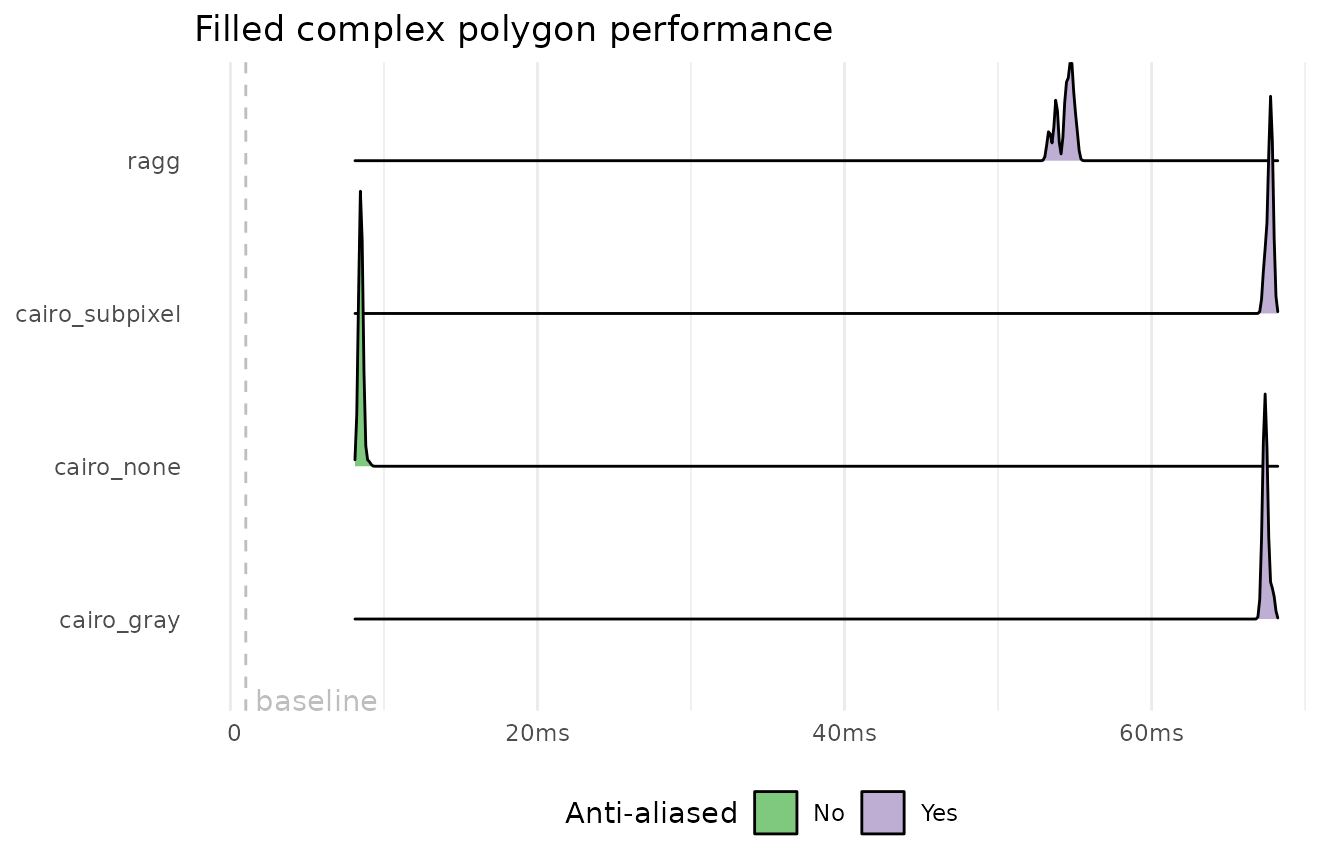 Filled complex polygon performance
ragg
cairo_subpixel
cairo_none
cairo_gray
baseline
0 20ms 40ms 60ms
Anti-aliased No Yes